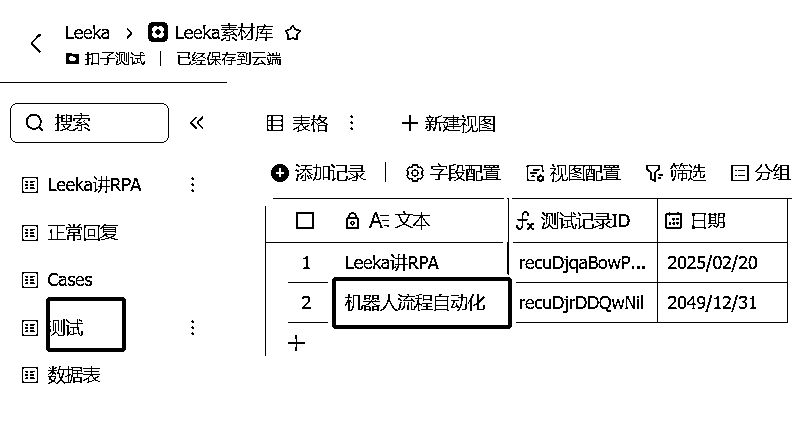 Leeka > Leeka素材库
扣子测试 | 已经保存到云端
搜索
Leeka讲RPA
正常回复
Cases
测试
数据表
表格
新建视图
添加记录 | 字段配置 视图配置 筛选 分组
文本 测试记录ID 日期
1 Leeka讲RPA recuDjqaBowP... 2025/02/20
2 机器人流程自动化 recuDjrDDQwNil 2049/12/31